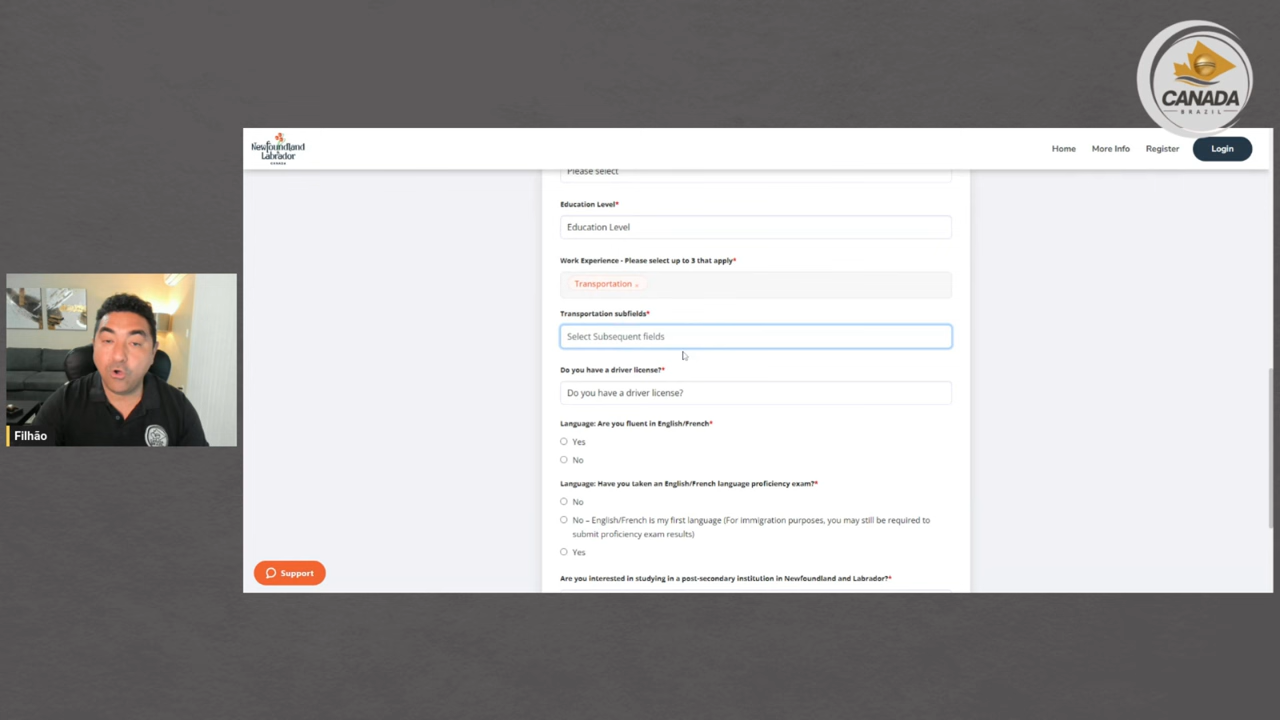 CANADA
BRAZIL
Newfoundland
Labrador
Home
More Info
Register
Login
Please select
Education Level*
Education Level
Work Experience - Please select up to 3 that apply*
Transportation
Transportation subfields*
Select Subsequent fields
Do you have a driver license?*
Do you have a driver license?
Language: Are you fluent in English/French*
Yes
No
Language: Have you taken an English/French language proficiency exam?*
No
No – English/French is my first language (For immigration purposes, you may still be required to
submit proficiency exam results)
Yes
Are you interested in studying in a post-secondary institution in Newfoundland and Labrador?*
Support
Filhão